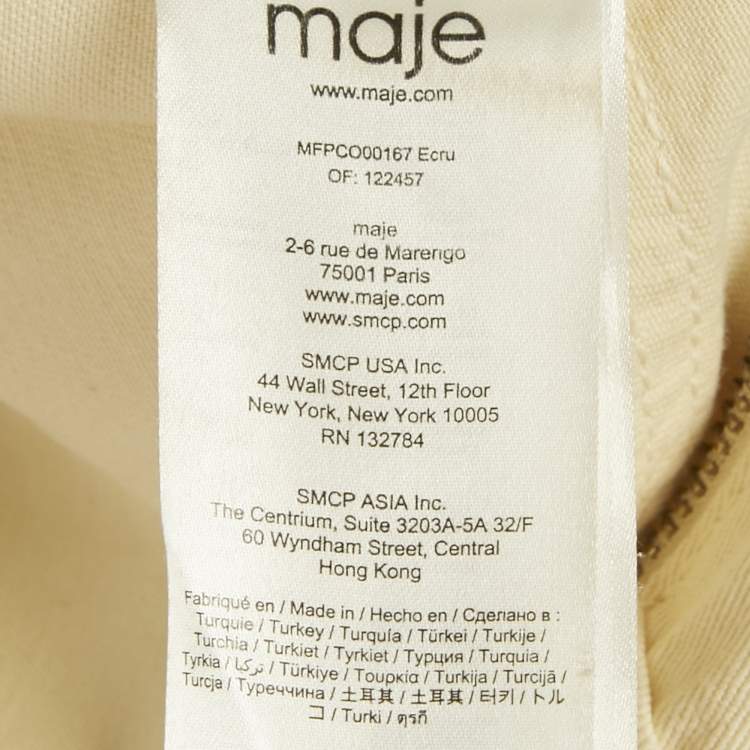 maje
www.maje.com
MFPCO00167 Ecru
OF: 122457
maje
2-6 rue de Marengo
75001 Paris
www.maje.com
www.smcp.com
SMCP USA Inc.
44 Wall Street, 12th Floor
New York, New York 10005
RN 132784
SMCP ASIA Inc.
The Centrium, Suite 3203A-5A 32/F
60 Wyndham Street, Central
Hong Kong
Fabriqué en / Made in / Hecho en / Сделано в :
Turquie / Turkey / Turquía / Türkei / Turkije /
Turchia / Turkiet / Tyrkiet / Турция / Turquia /
Tyrkia / تركيا / Türkiye / Τουρκία / Turkija / Turcijā /
Turcja / Туреччина / 土耳其 / 土耳其 / 터키 / トル
コ / Turki / ตุรกี